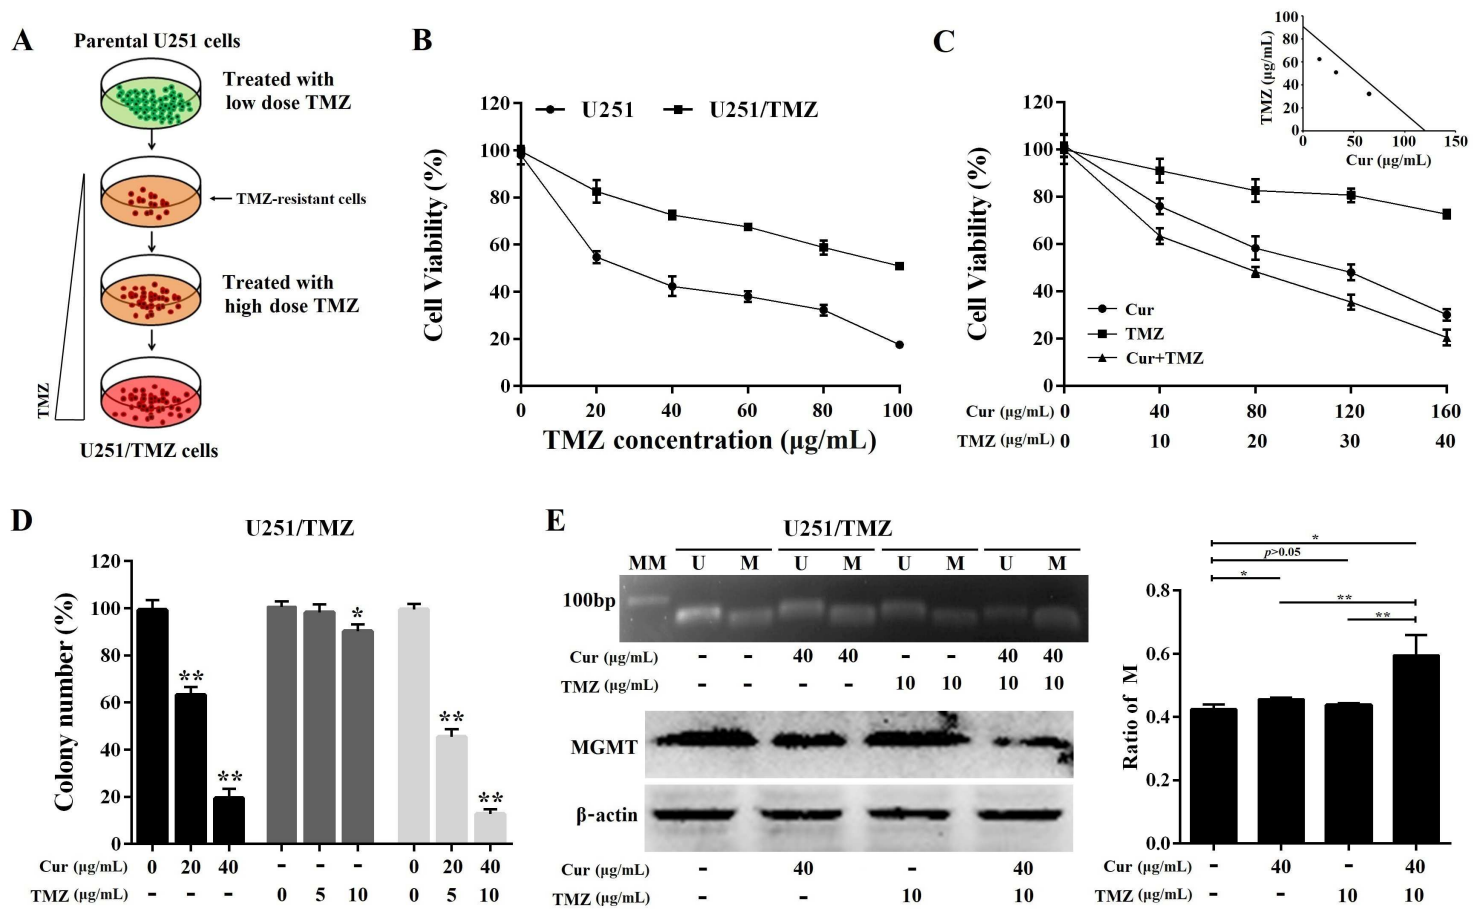 A
Parental U251 cells
Treated with
low dose TMZ
TMZ-resistant cells
Treated with
high dose TMZ
TMZ
U251/TMZ cells
B
U251
U251/TMZ
Cell Viability (%)
120
100
80
60
40
20
0
0 20 40 60 80 100
TMZ concentration (μg/mL)
C
TMZ (μg/mL)
100
80
60
40
20
0
0 50 100 150
Cur (μg/mL)
Cell Viability (%)
120
100
80
60
40
20
0
Cur
TMZ
Cur+TMZ
Cur (μg/mL) 0 40 80 120 160
TMZ (μg/mL) 0 10 20 30 40
D
U251/TMZ
Colony number (%)
120
100
80
60
40
20
0
** ** * ** **
Cur (μg/mL) 0 20 40 - - - 0 20 40
TMZ (μg/mL) - - - 0 5 10 0 5 10
E
U251/TMZ
MM U M U M U M U M
100bp
Cur (μg/mL) - - 40 40 - - 40 40
TMZ (μg/mL) - - - - 10 10 10 10
MGMT
β-actin
Cur (μg/mL) - 40 - 40
TMZ (μg/mL) - - 10 10
*
p>0.05
*
**
**
Ratio of M
0.8
0.6
0.4
0.2
0.0
Cur (μg/mL) - 40 - 40
TMZ (μg/mL) - - 10 10